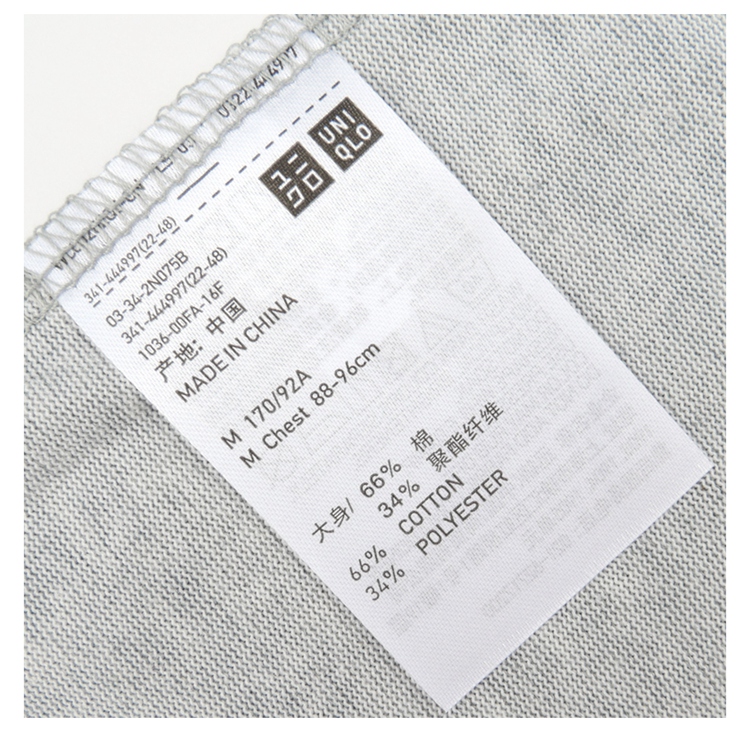 ユニ
クロ
UNI
QLO
341-444997(22-48)
03-34-2N075B
341-444997(22-48)
1036-00FA-16F
产地: 中国
MADE IN CHINA
M 170/92A
M Chest 88-96cm
大身/ 66% 棉
34% 聚酯纤维
66% COTTON
34% POLYESTER